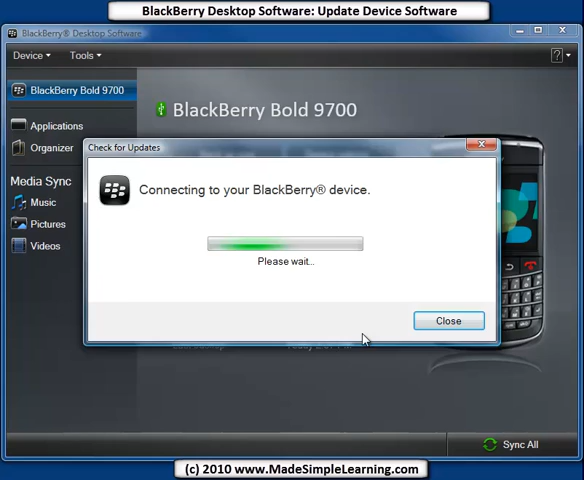 BlackBerry Desktop Software: Update Device Software
BlackBerry® Desktop Software
Device Tools ?
BlackBerry Bold 9700
BlackBerry Bold 9700
Applications
Organizer
Media Sync
Music
Pictures
Videos
Check for Updates
Connecting to your BlackBerry® device.
Please wait...
Close
Sync All
(c) 2010 www.MadeSimpleLearning.com